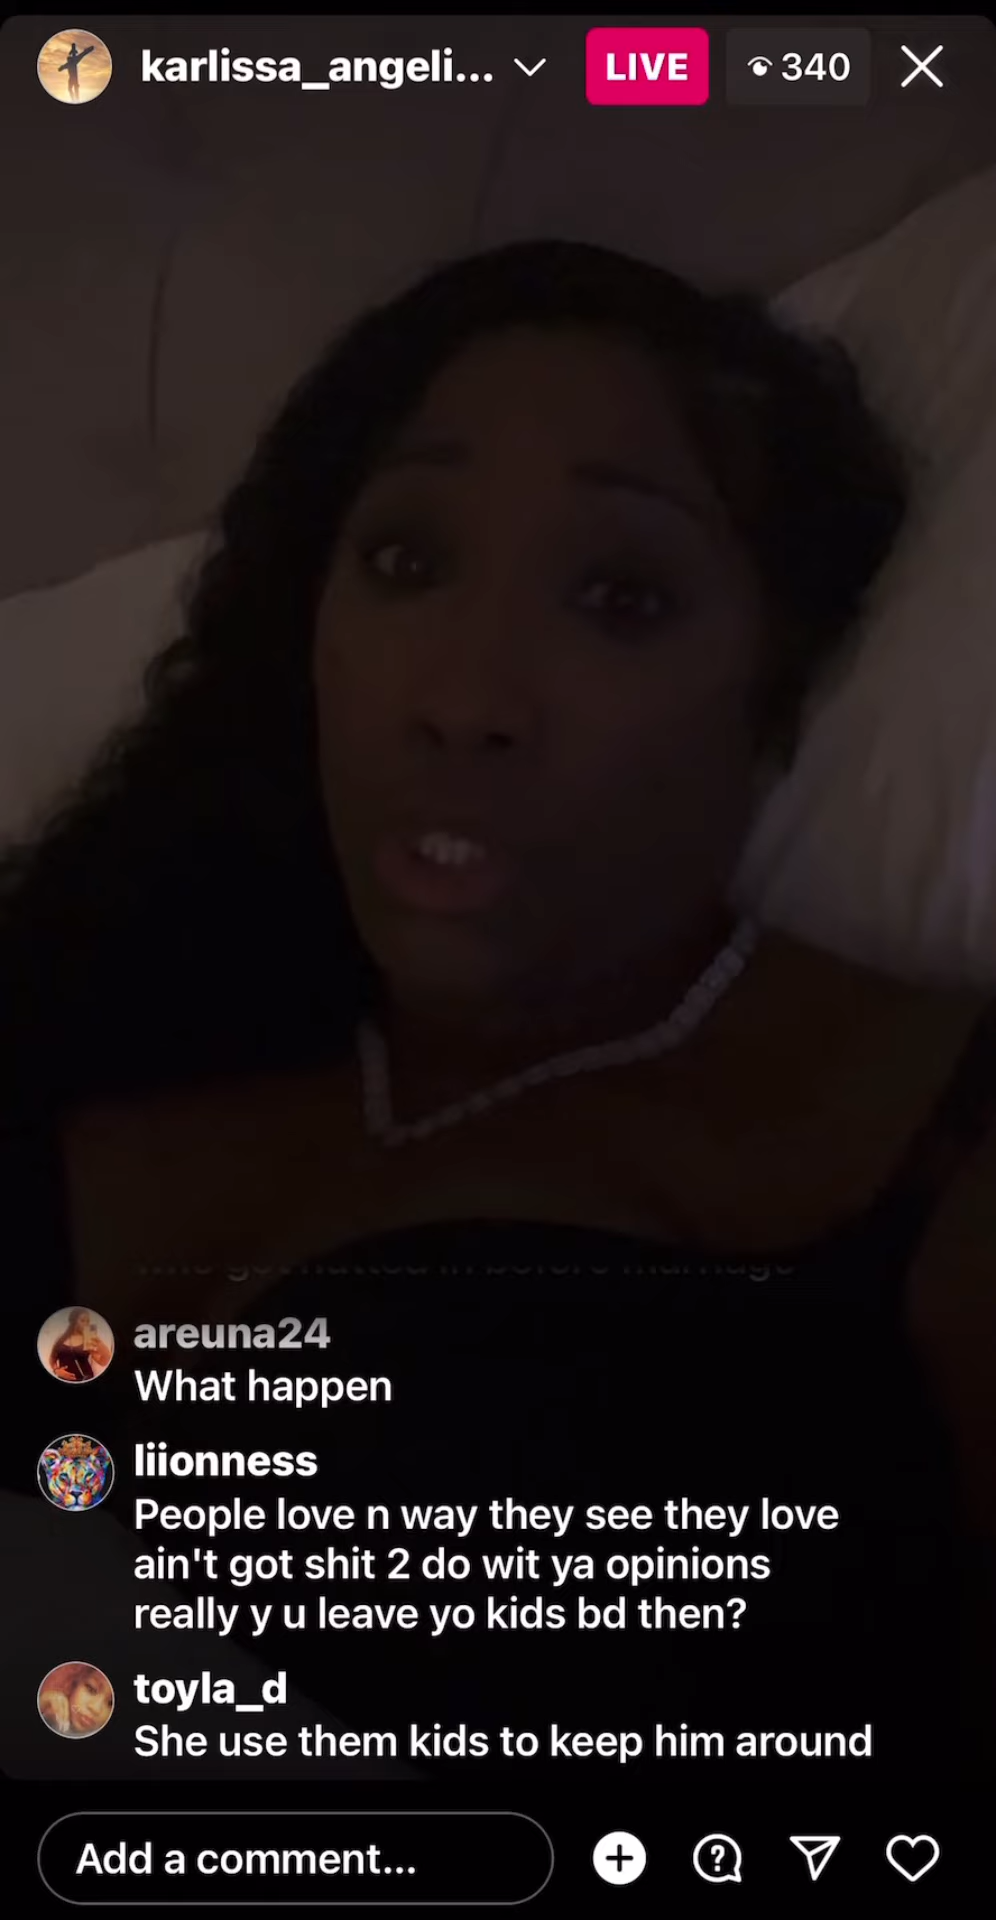 karlissa_angeli...
LIVE
340
areuna24
What happen
liionness
People love n way they see they love
ain't got shit 2 do wit ya opinions
really y u leave yo kids bd then?
toyla_d
She use them kids to keep him around
Add a comment...